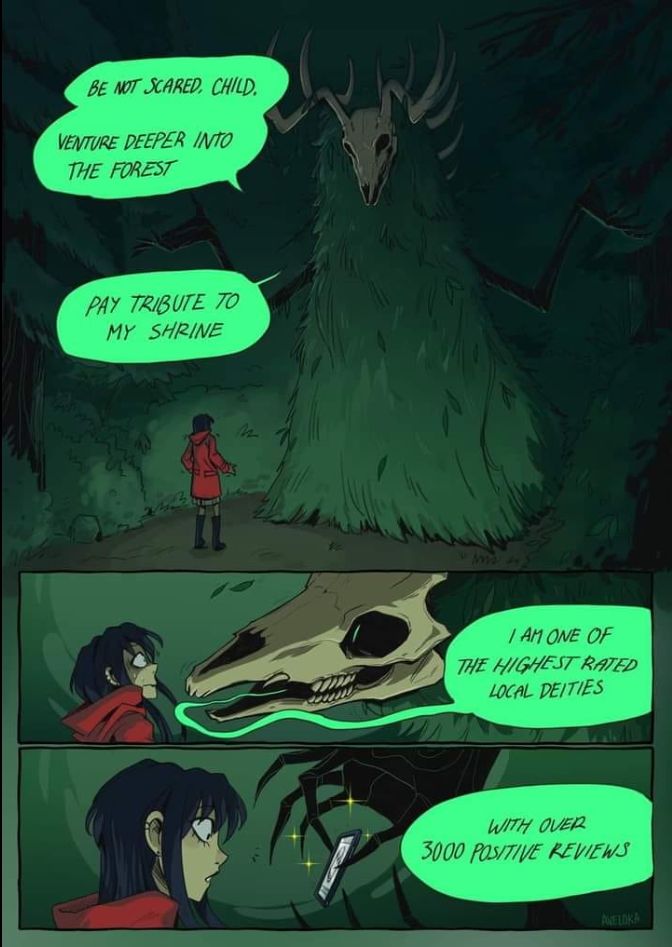 BE NOT SCARED, CHILD.
VENTURE DEEPER INTO
THE FOREST
PAY TRIBUTE TO
MY SHRINE
I AM ONE OF
THE HIGHEST RATED
LOCAL DEITIES
WITH OVER
3000 POSITIVE REVIEWS
AVELOKA